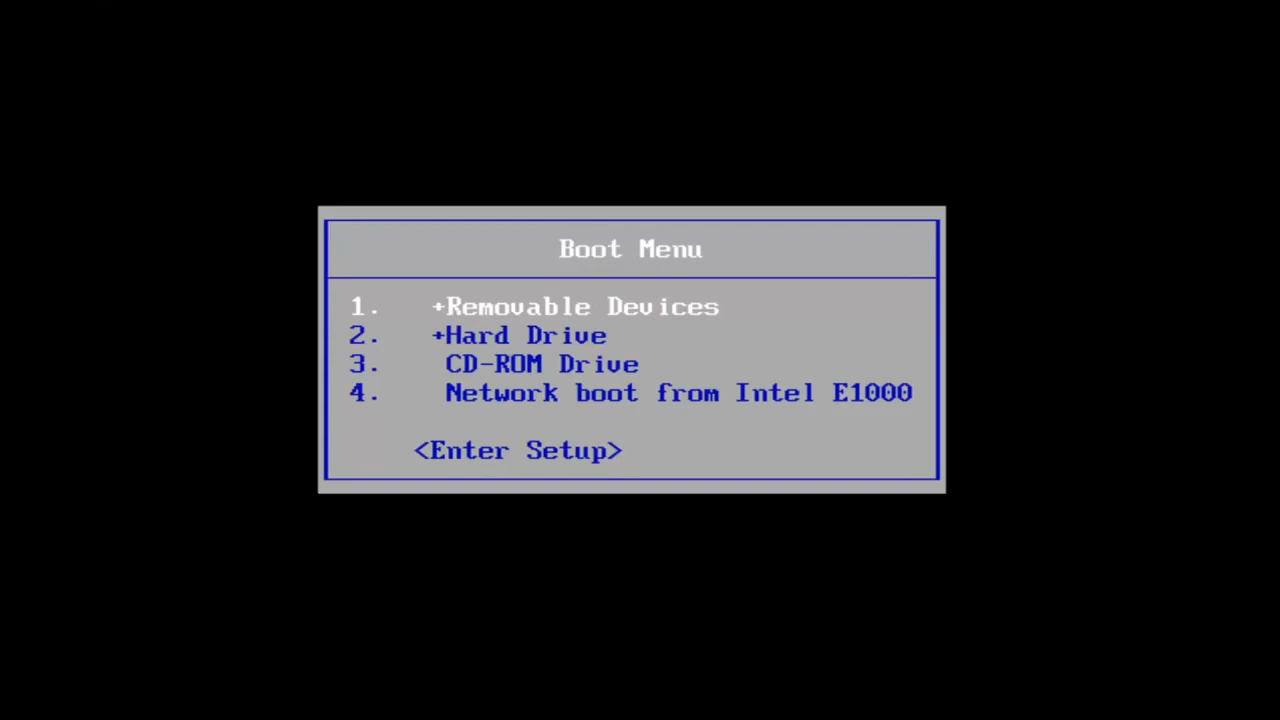 Boot Menu
1. +Removable Devices
2. +Hard Drive
3. CD-ROM Drive
4. Network boot from Intel E1000
<Enter Setup>